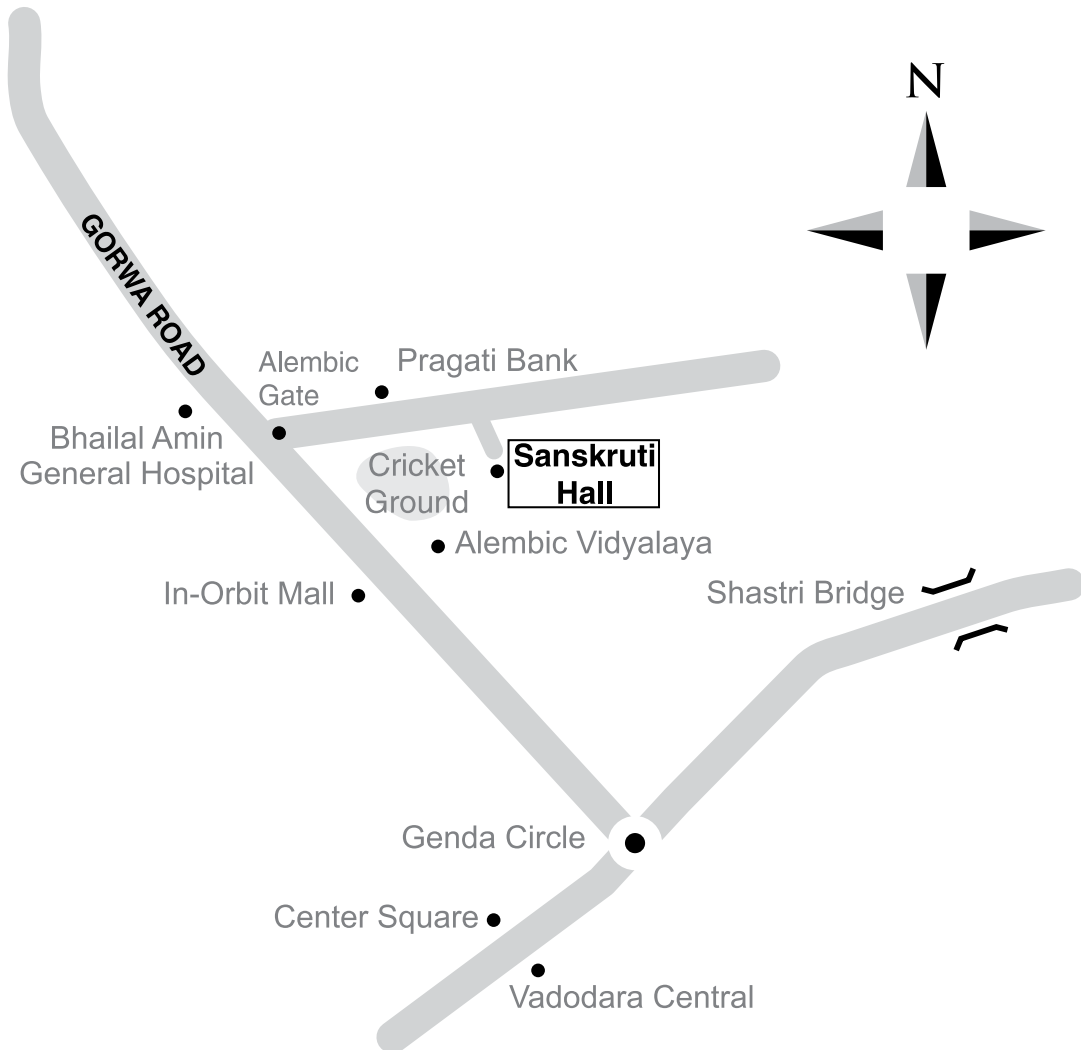 N
GORWA ROAD
Alembic
Gate
Pragati Bank
Bhailal Amin
General Hospital
Cricket
Ground
Sanskruti
Hall
Alembic Vidyalaya
In-Orbit Mall
Shastri Bridge
Genda Circle
Center Square
Vadodara Central